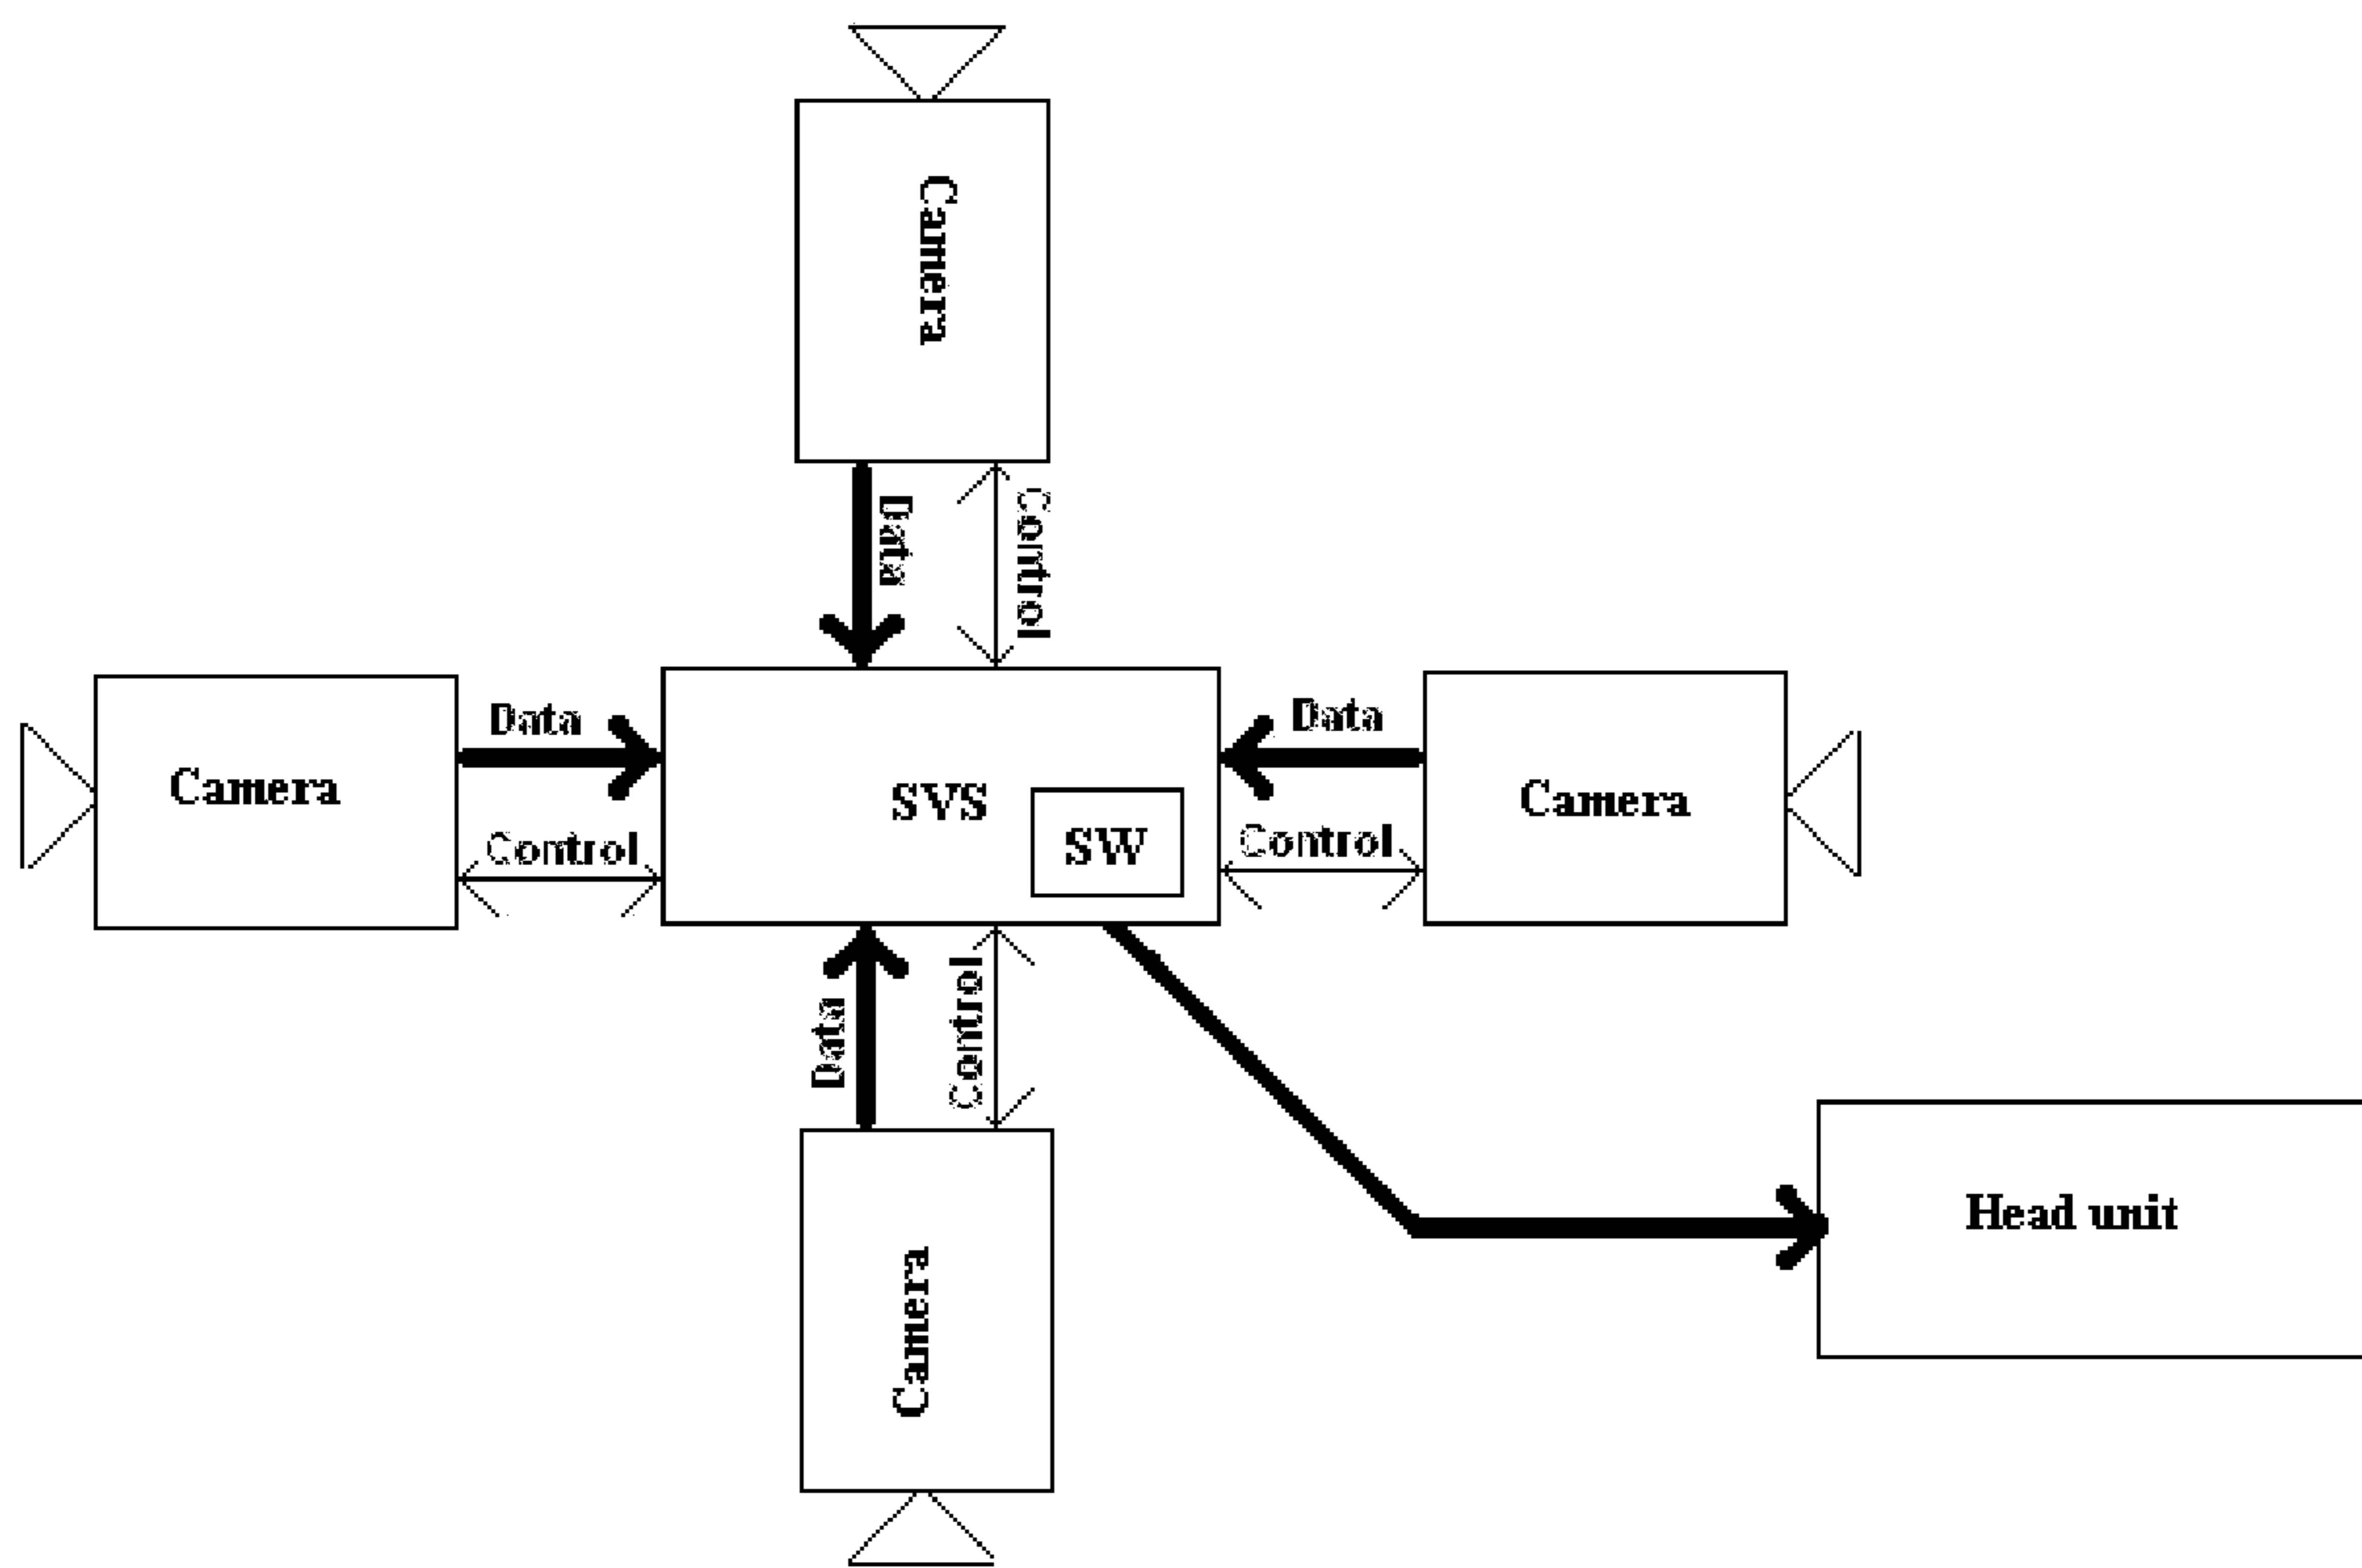 Camera
Data
Control
Data
Data
Camera
SVS
Camera
SW
Control
Control
Data
Control
Head unit
Camera